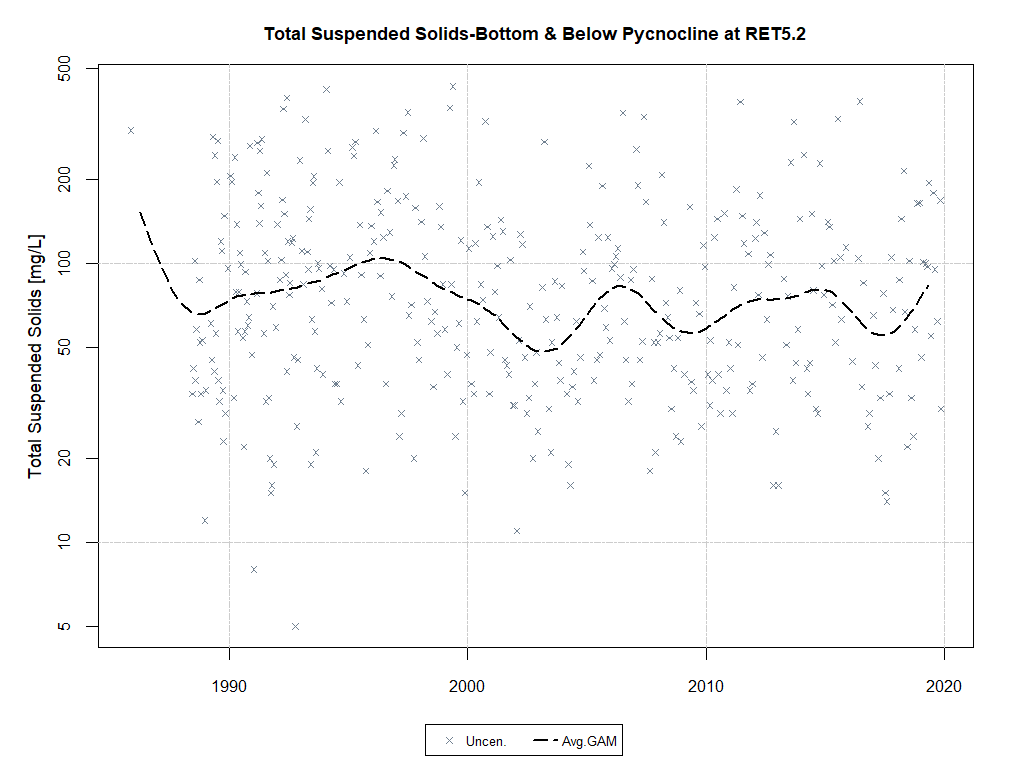 Total Suspended Solids-Bottom & Below Pycnocline at RET5.2
Total Suspended Solids [mg/L]
500
200
100
50
20
10
5
1990 2000 2010 2020
Uncen. Avg.GAM